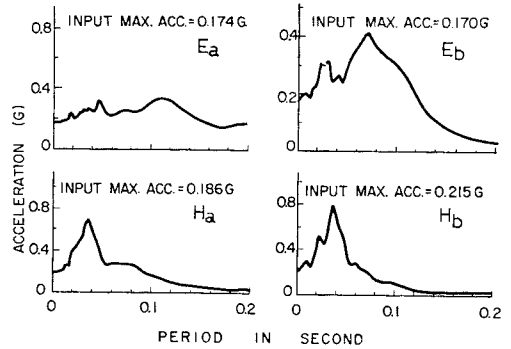 INPUT MAX. ACC.=0.174G
Ea
0.8
0.4
0
INPUT MAX. ACC.=0.170G
Eb
0.4
0.2
0
INPUT MAX. ACC.=0.186G
Ha
0.8
0.4
0
0 0.1 0.2
INPUT MAX. ACC.=0.215G
Hb
0.8
0.4
0
0 0.1 0.2
ACCELERATION (G)
PERIOD IN SECOND